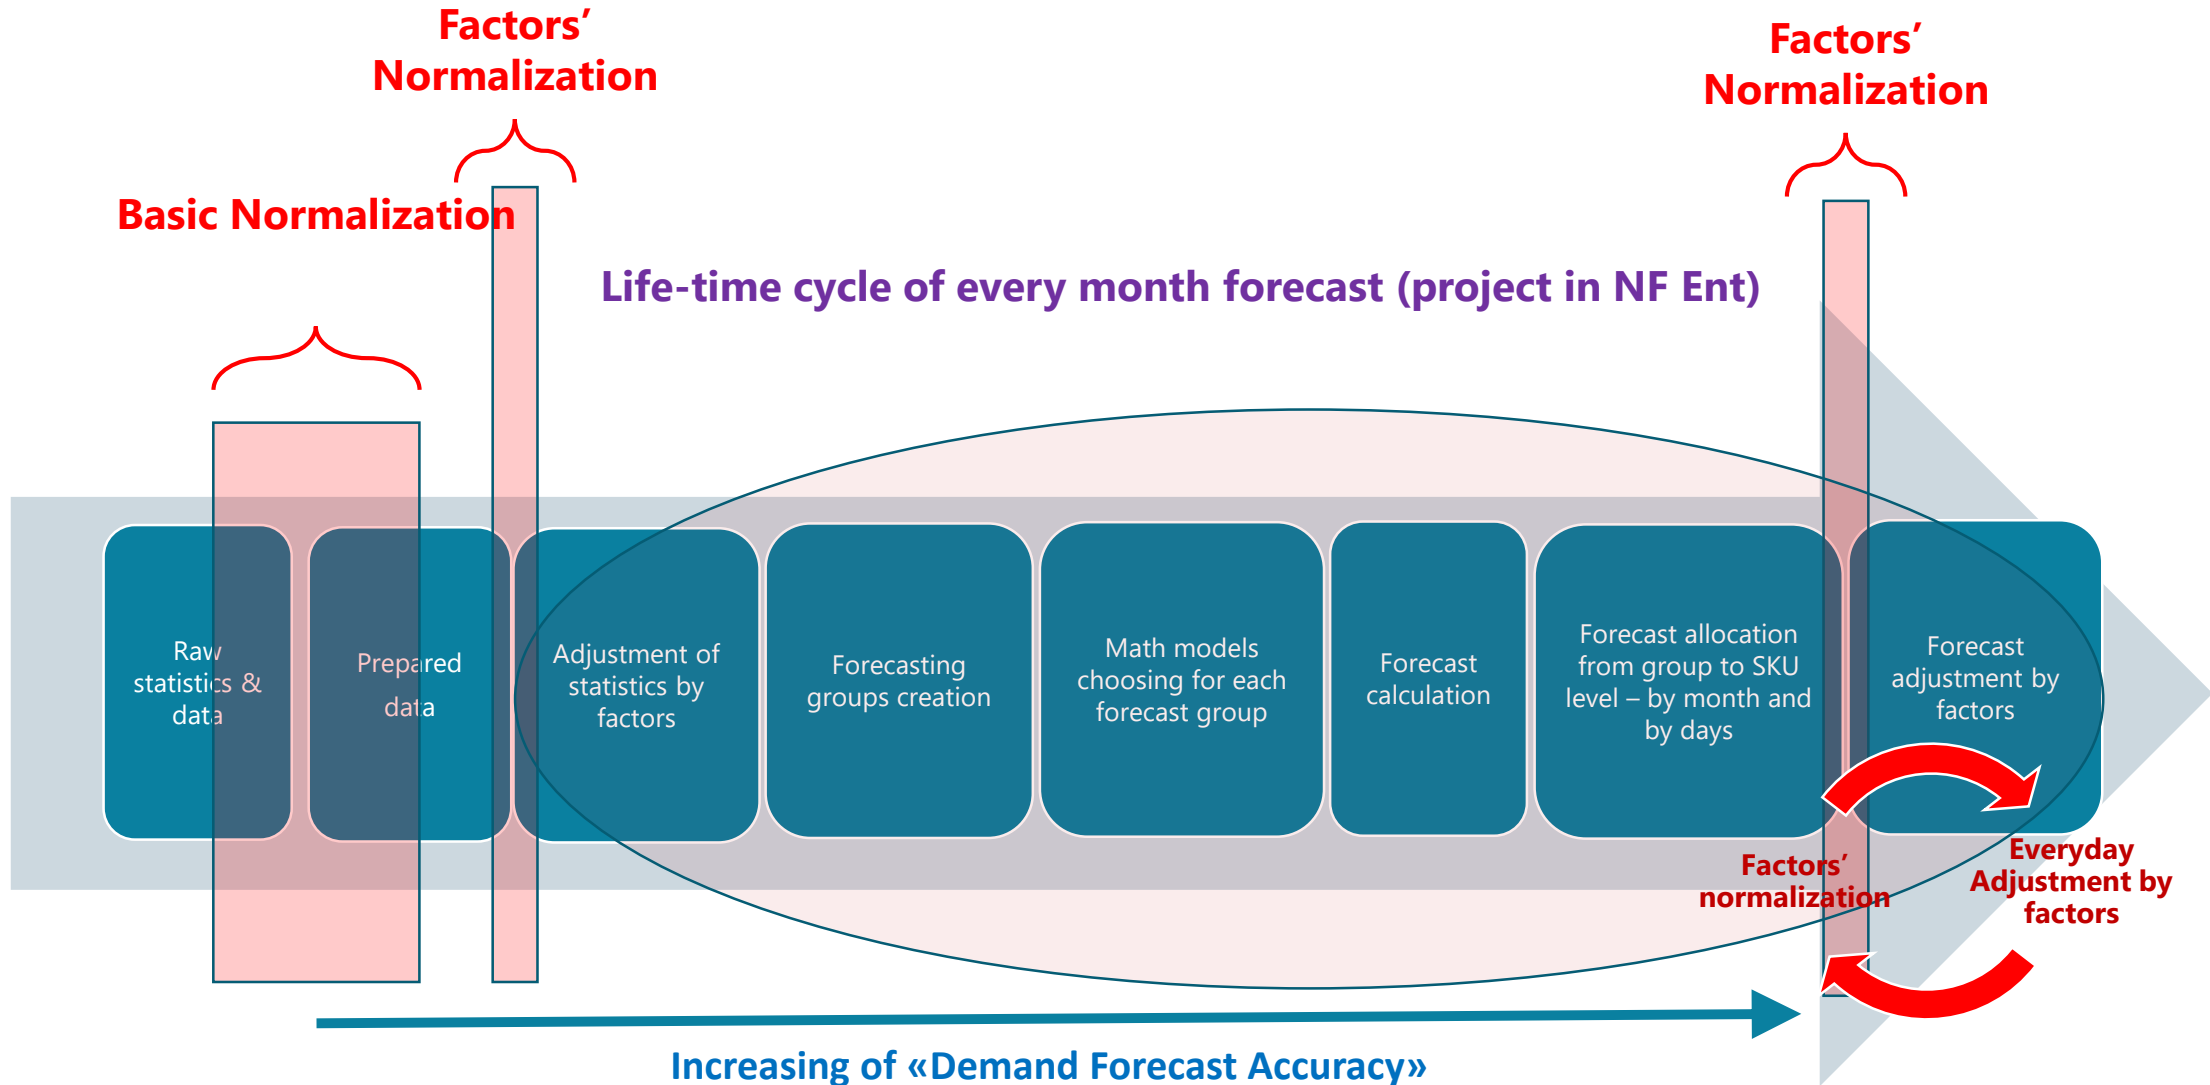 Factors’
Normalization
Factors’
Normalization
Basic Normalization
Life-time cycle of every month forecast (project in NF Ent)
Raw
statistics &
data
Prepared
data
Adjustment of
statistics by
factors
Forecasting
groups creation
Math models
choosing for each
forecast group
Forecast
calculation
Forecast allocation
from group to SKU
level – by month and
by days
Forecast
adjustment by
factors
Factors’
normalization
Everyday
Adjustment by
factors
Increasing of «Demand Forecast Accuracy»